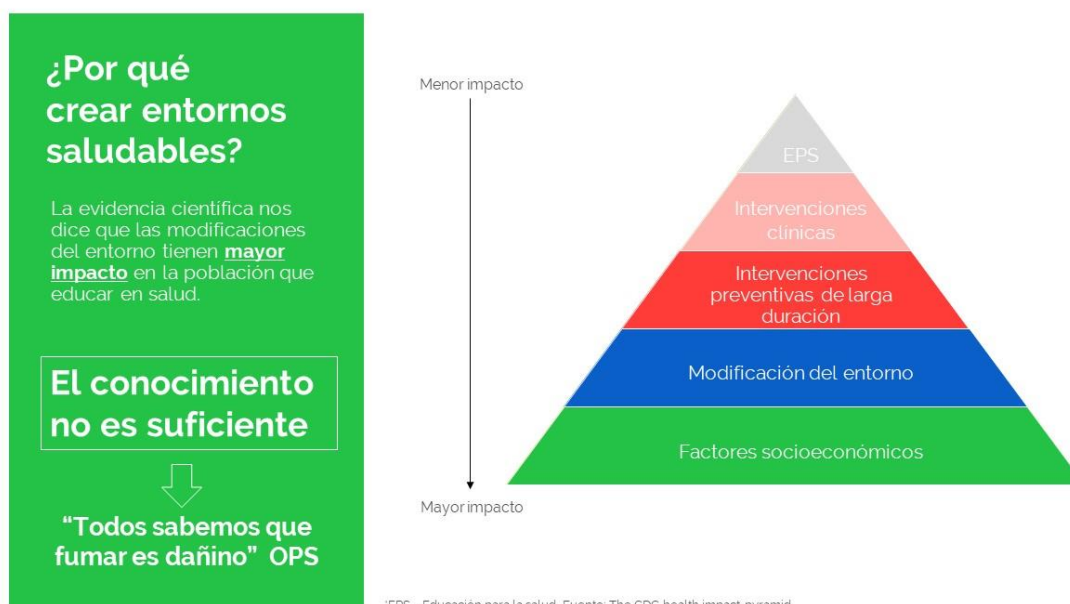 ¿Por qué
crear entornos
saludables?
La evidencia científica nos
dice que las modificaciones
del entorno tienen mayor
impacto en la población que
educar en salud.
El conocimiento
no es suficiente
“Todos sabemos que
fumar es dañino” OPS
Menor impacto
Mayor impacto
EPS
Intervenciones
clínicas
Intervenciones
preventivas de larga
duración
Modificación del entorno
Factores socioeconómicos
*EPS - Educación para la salud. Fuente: The CDC health impact pyramid